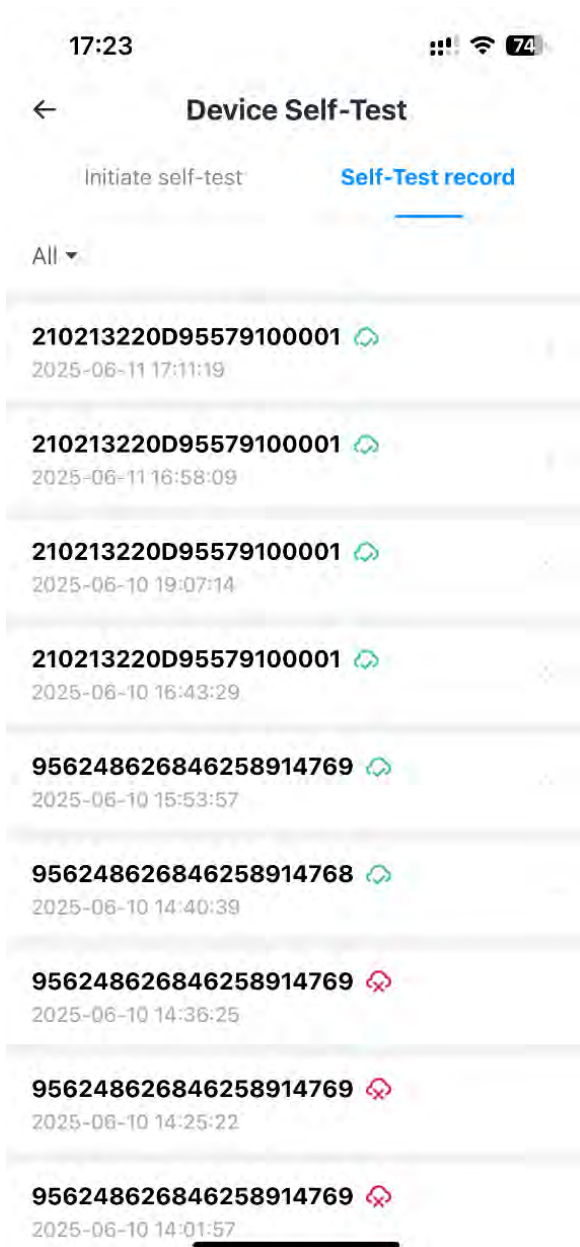 17:23
74
Device Self-Test
Initiate self-test
Self-Test record
All
210213220D95579100001
2025-06-11 17:11:19
210213220D95579100001
2025-06-11 16:58:09
210213220D95579100001
2025-06-10 19:07:14
210213220D95579100001
2025-06-10 16:43:29
956248626846258914769
2025-06-10 15:53:57
956248626846258914768
2025-06-10 14:40:39
956248626846258914769
2025-06-10 14:36:25
956248626846258914769
2025-06-10 14:25:22
956248626846258914769
2025-06-10 14:01:57